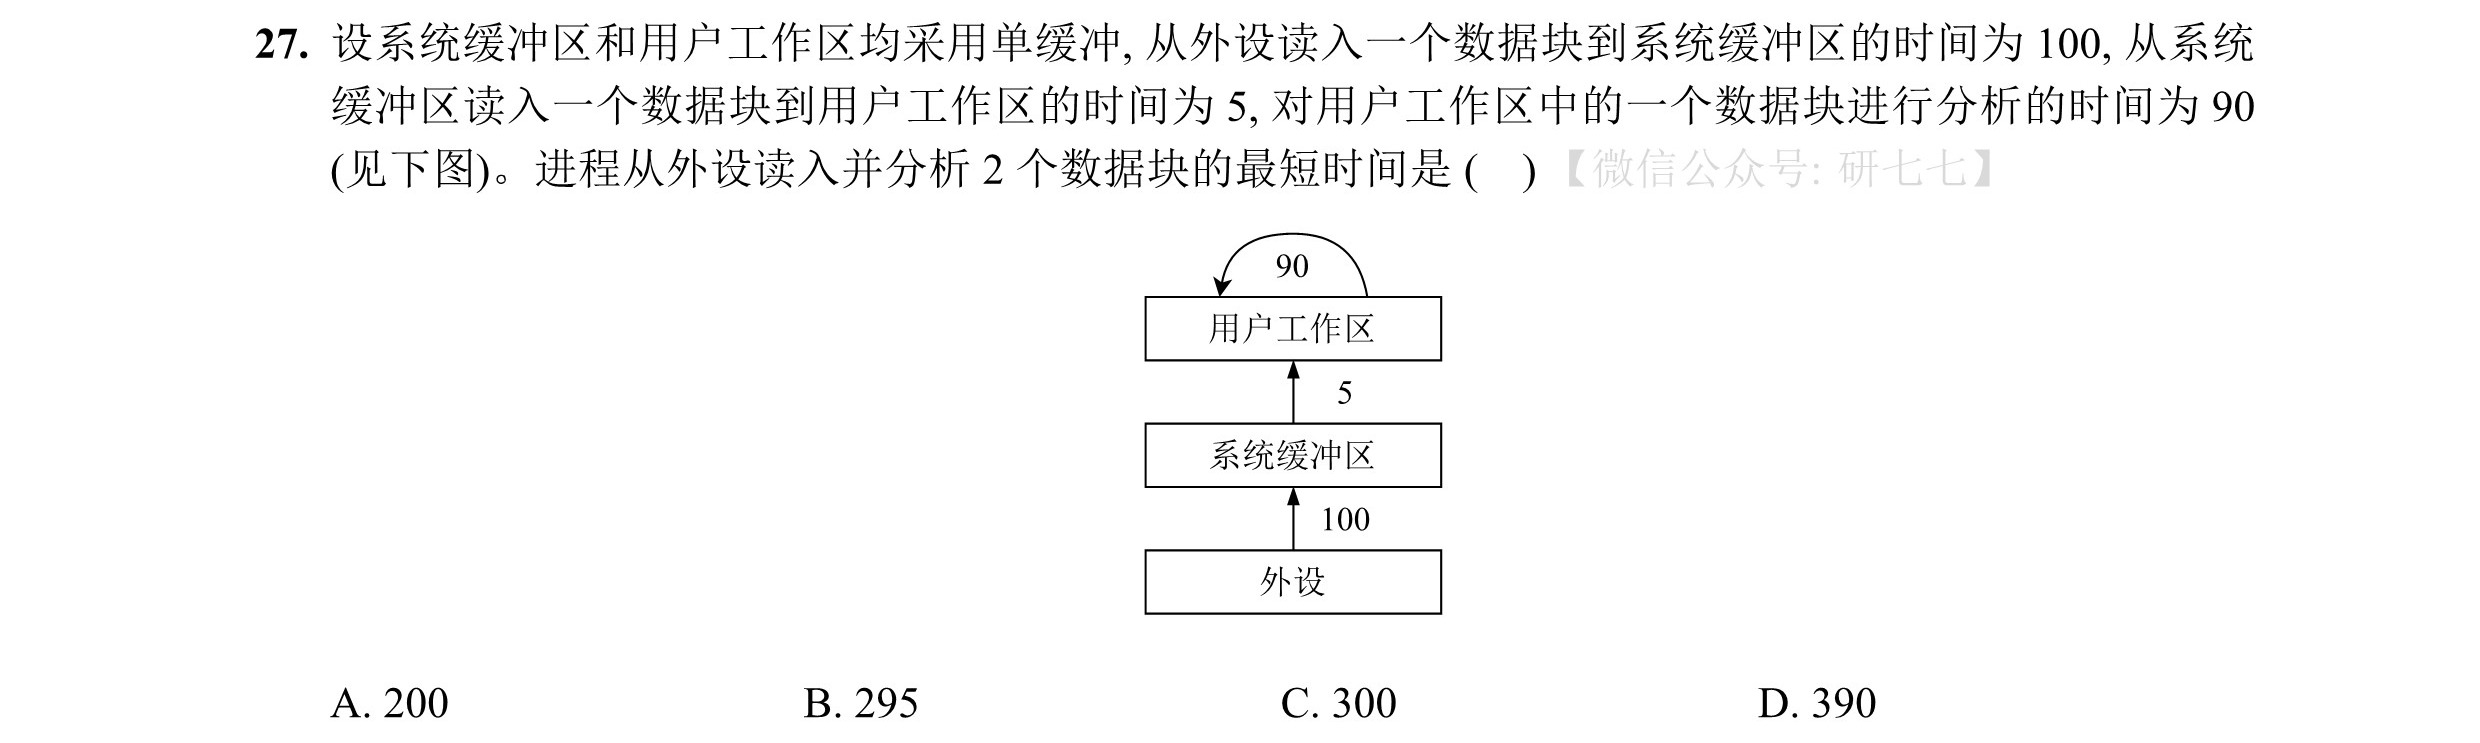 27. 设系统缓冲区和用户工作区均采用单缓冲, 从外设读入一个数据块到系统缓冲区的时间为 100, 从系统
缓冲区读入一个数据块到用户工作区的时间为 5, 对用户工作区中的一个数据块进行分析的时间为 90
(见下图)。进程从外设读入并分析 2 个数据块的最短时间是 ( ) 【微信公众号: 研七七】
90
用户工作区
5
系统缓冲区
100
外设
A. 200 B. 295 C. 300 D. 390